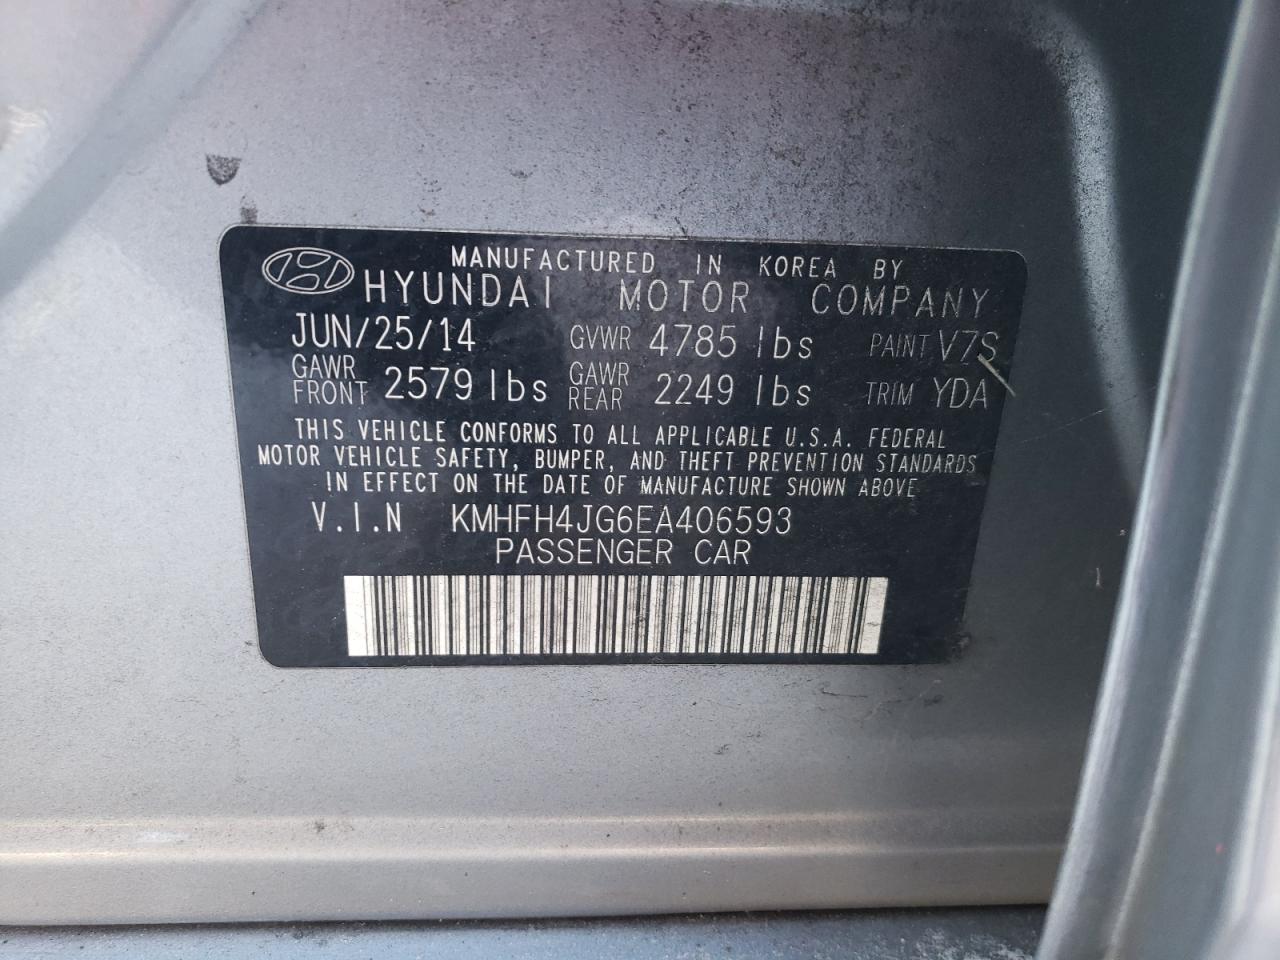 MANUFACTURED IN KOREA BY
HYUNDAI MOTOR COMPANY
JUN/25/14 GVWR 4785 lbs PAINT V7S
GAWR FRONT 2579 lbs GAWR REAR 2249 lbs TRIM YDA
THIS VEHICLE CONFORMS TO ALL APPLICABLE U.S.A. FEDERAL
MOTOR VEHICLE SAFETY, BUMPER, AND THEFT PREVENTION STANDARDS
IN EFFECT ON THE DATE OF MANUFACTURE SHOWN ABOVE
V.I.N KMHFH4JG6EA406593
PASSENGER CAR